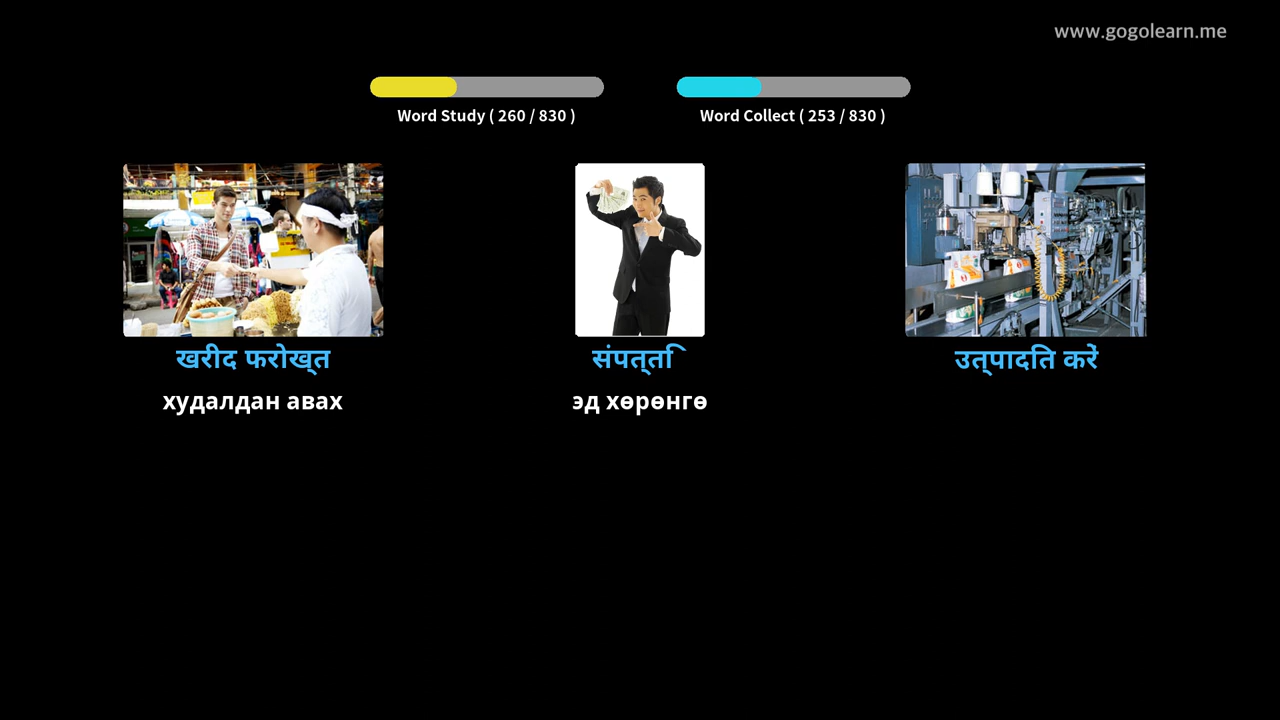 www.gogolearn.me
Word Study ( 260 / 830 )
Word Collect ( 253 / 830 )
खरीद फरोख्त
संपत्ति
उत्पादित करें
худалдан авах
эд хөрөнгө